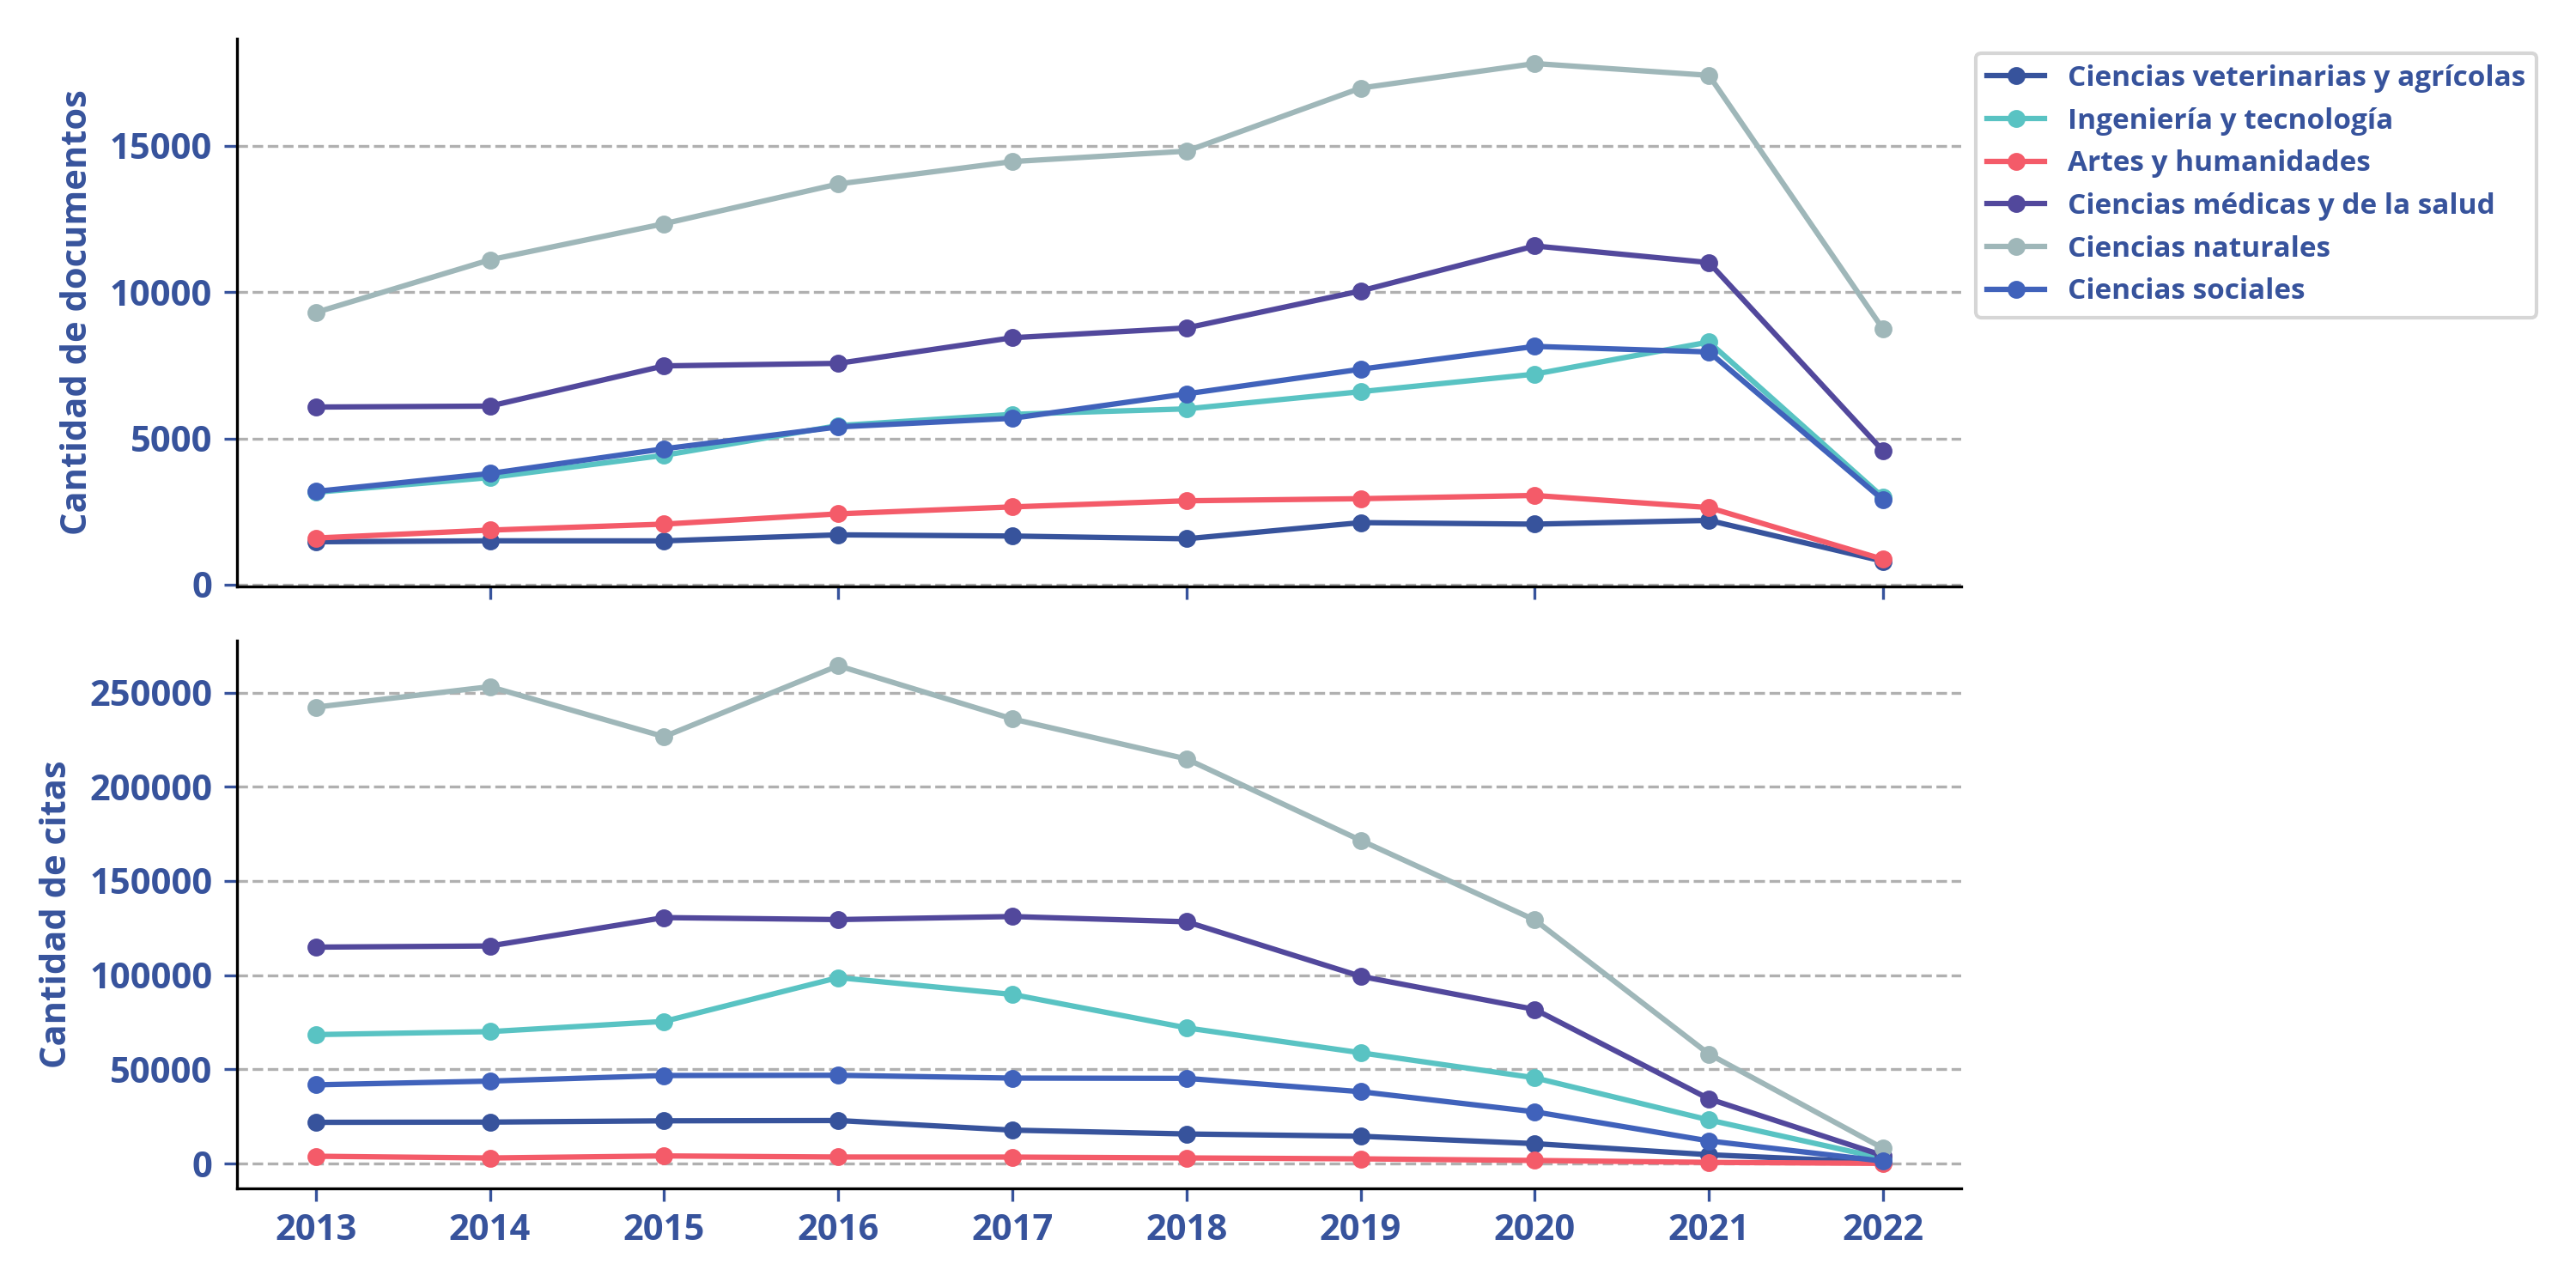 Cantidad de documentos
15000
10000
5000
0
Ciencias veterinarias y agrícolas
Ingeniería y tecnología
Artes y humanidades
Ciencias médicas y de la salud
Ciencias naturales
Ciencias sociales
Cantidad de citas
250000
200000
150000
100000
50000
0
2013 2014 2015 2016 2017 2018 2019 2020 2021 2022